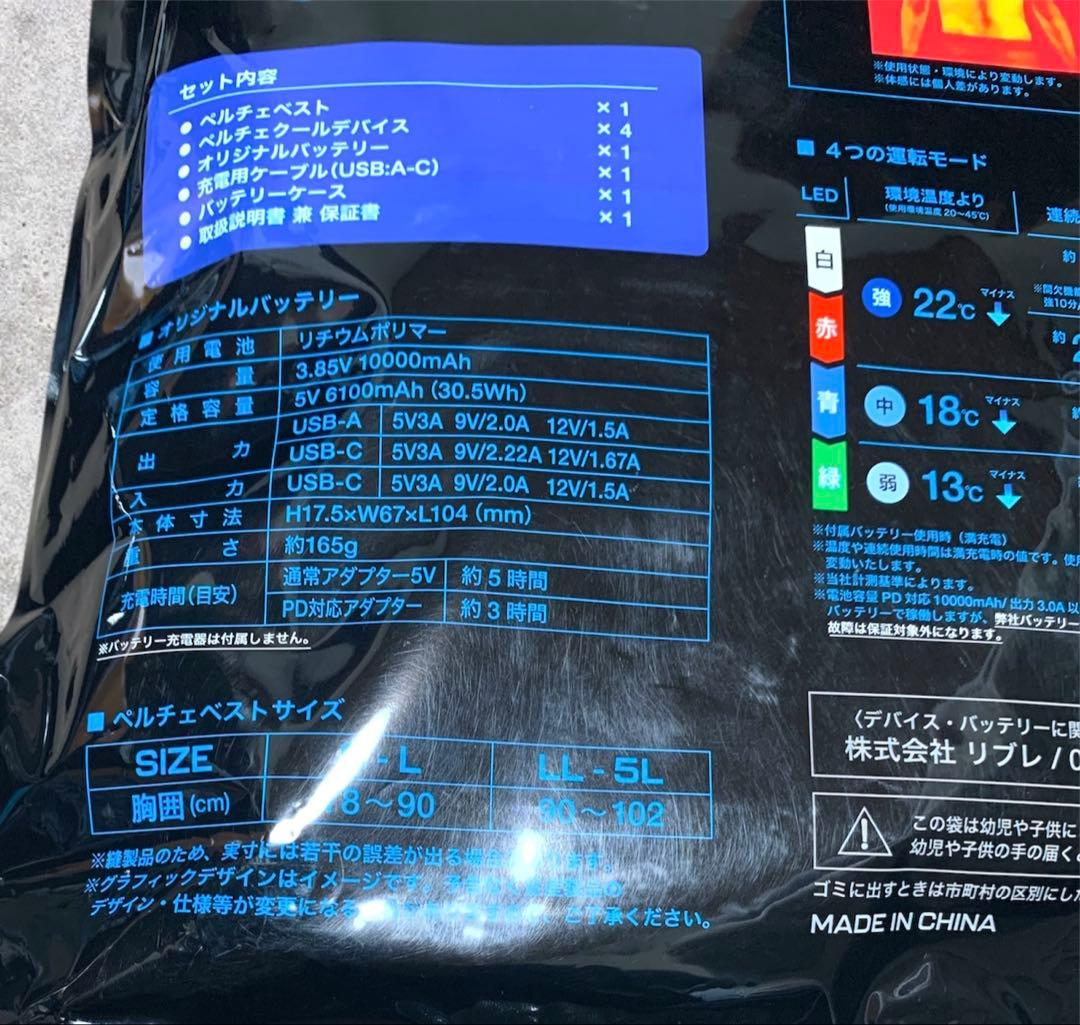 セット内容
● ペルチェベスト ×1
● ペルチェクールデバイス ×4
● オリジナルバッテリー ×1
● 充電用ケーブル(USB:A-C) ×1
● バッテリーケース ×1
● 取扱説明書 兼 保証書 ×1
■オリジナルバッテリー
使用電池 リチウムポリマー
容量 3.85V 10000mAh
定格容量 5V 6100mAh (30.5Wh)
出力 USB-A 5V3A 9V/2.0A 12V/1.5A
USB-C 5V3A 9V/2.22A 12V/1.67A
入力 USB-C 5V3A 9V/2.0A 12V/1.5A
本体寸法 H17.5×W67×L104 (mm)
重さ 約165g
充電時間(目安) 通常アダプター5V 約5時間
PD対応アダプター 約3時間
※バッテリー充電器は付属しません。
■ ペルチェベストサイズ
SIZE - L LL - 5L
胸囲(cm) 8～90 90～102
※縫製品のため、実寸には若干の誤差が出る場合
※グラフィックデザインはイメージです。
デザイン・仕様等が変更になる ご了承ください。
※使用状態・環境により変動します。
※体感には個人差があります。
■ 4つの運転モード
LED 環境温度より 連続
(使用環境温度 20～45℃)
白 約
赤 強 22℃ マイナス ↓ ※間欠機能
強10分
約
青 中 18℃ マイナス ↓
緑 弱 13℃ マイナス ↓
※付属バッテリー使用時（満充電）
※温度や連続使用時間は満充電時の値です。使用
変動いたします。
※当社計測基準によります。
※電池容量 PD 対応 10000mAh/ 出力 3.0A 以
バッテリーで稼働しますが、弊社バッテリー
故障は保証対象外になります。
〈デバイス・バッテリーに関
株式会社 リブレ / 0
この袋は幼児や子供に
幼児や子供の手の届く
ゴミに出すときは市町村の区別にした
MADE IN CHINA